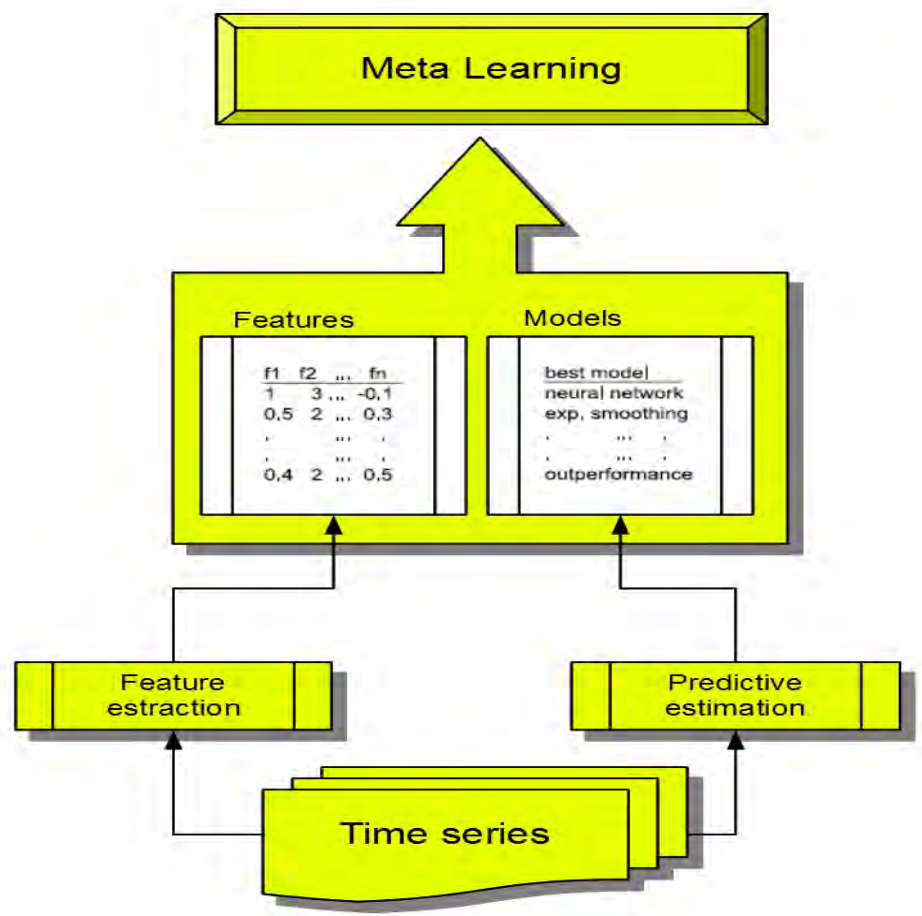 Meta Learning
Features
f1 f2 ... fn
1 3 ... -0,1
0,5 2 ... 0,3
. ... .
. ... .
0,4 2 ... 0,5
Models
best model
neural network
exp. smoothing
. ... .
. ... .
outperformance
Feature
estraction
Predictive
estimation
Time series